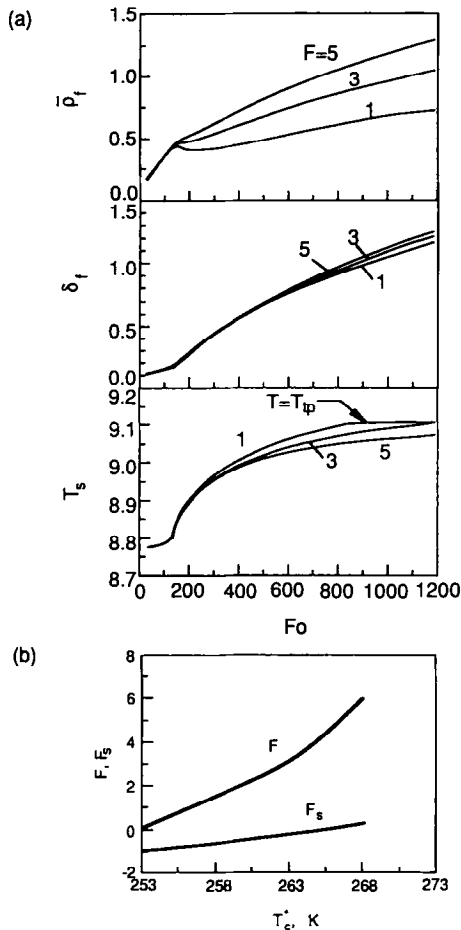 (a)
1.5
1.0
0.5
0.0
ρ̄f
F=5
3
1
1.5
1.0
0.5
0.0
δf
5
3
1
9.2
9.1
9.0
8.9
8.8
8.7
Ts
T=Ttp
1
3
5
0 200 400 600 800 1000 1200
Fo
(b)
8
6
4
2
0
-2
F, Fs
F
Fs
253 258 263 268 273
Tc*, K